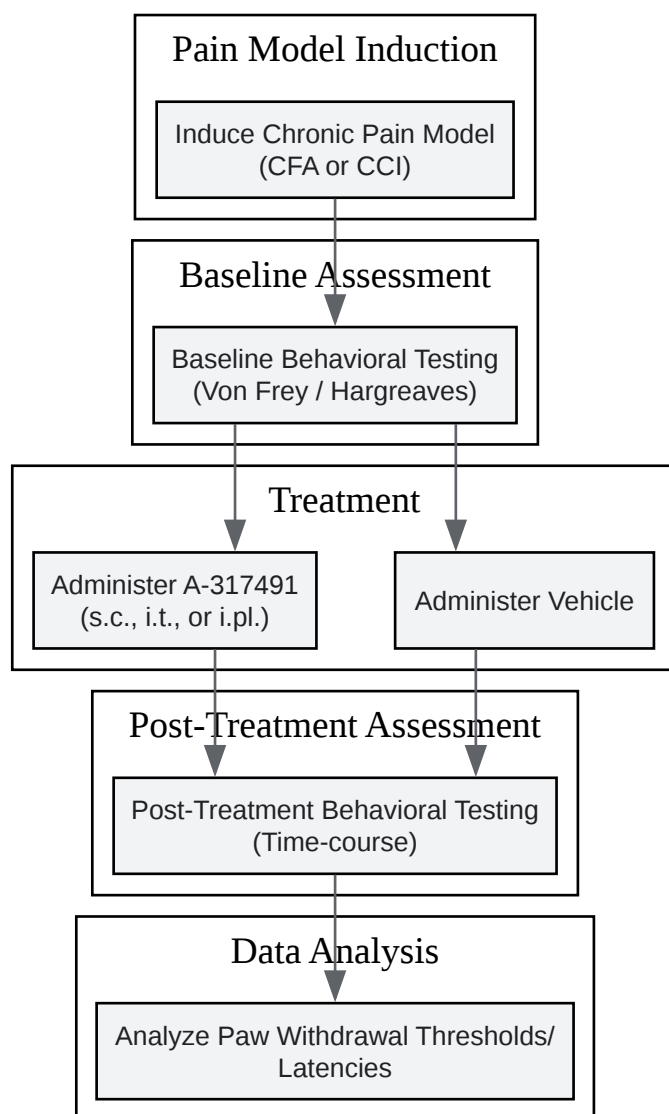 Pain Model Induction
Induce Chronic Pain Model
(CFA or CCI)
Baseline Assessment
Baseline Behavioral Testing
(Von Frey / Hargreaves)
Treatment
Administer A-317491
(s.c., i.t., or i.pl.)
Administer Vehicle
Post-Treatment Assessment
Post-Treatment Behavioral Testing
(Time-course)
Data Analysis
Analyze Paw Withdrawal Thresholds/
Latencies